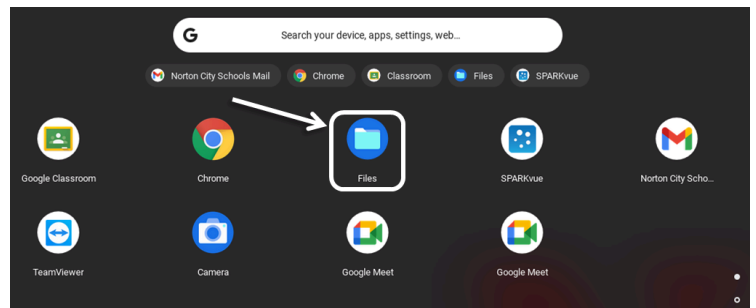 G Search your device, apps, settings, web...
Norton City Schools Mail Chrome Classroom Files SPARKvue
Google Classroom Chrome Files SPARKvue Norton City Scho...
TeamViewer Camera Google Meet Google Meet